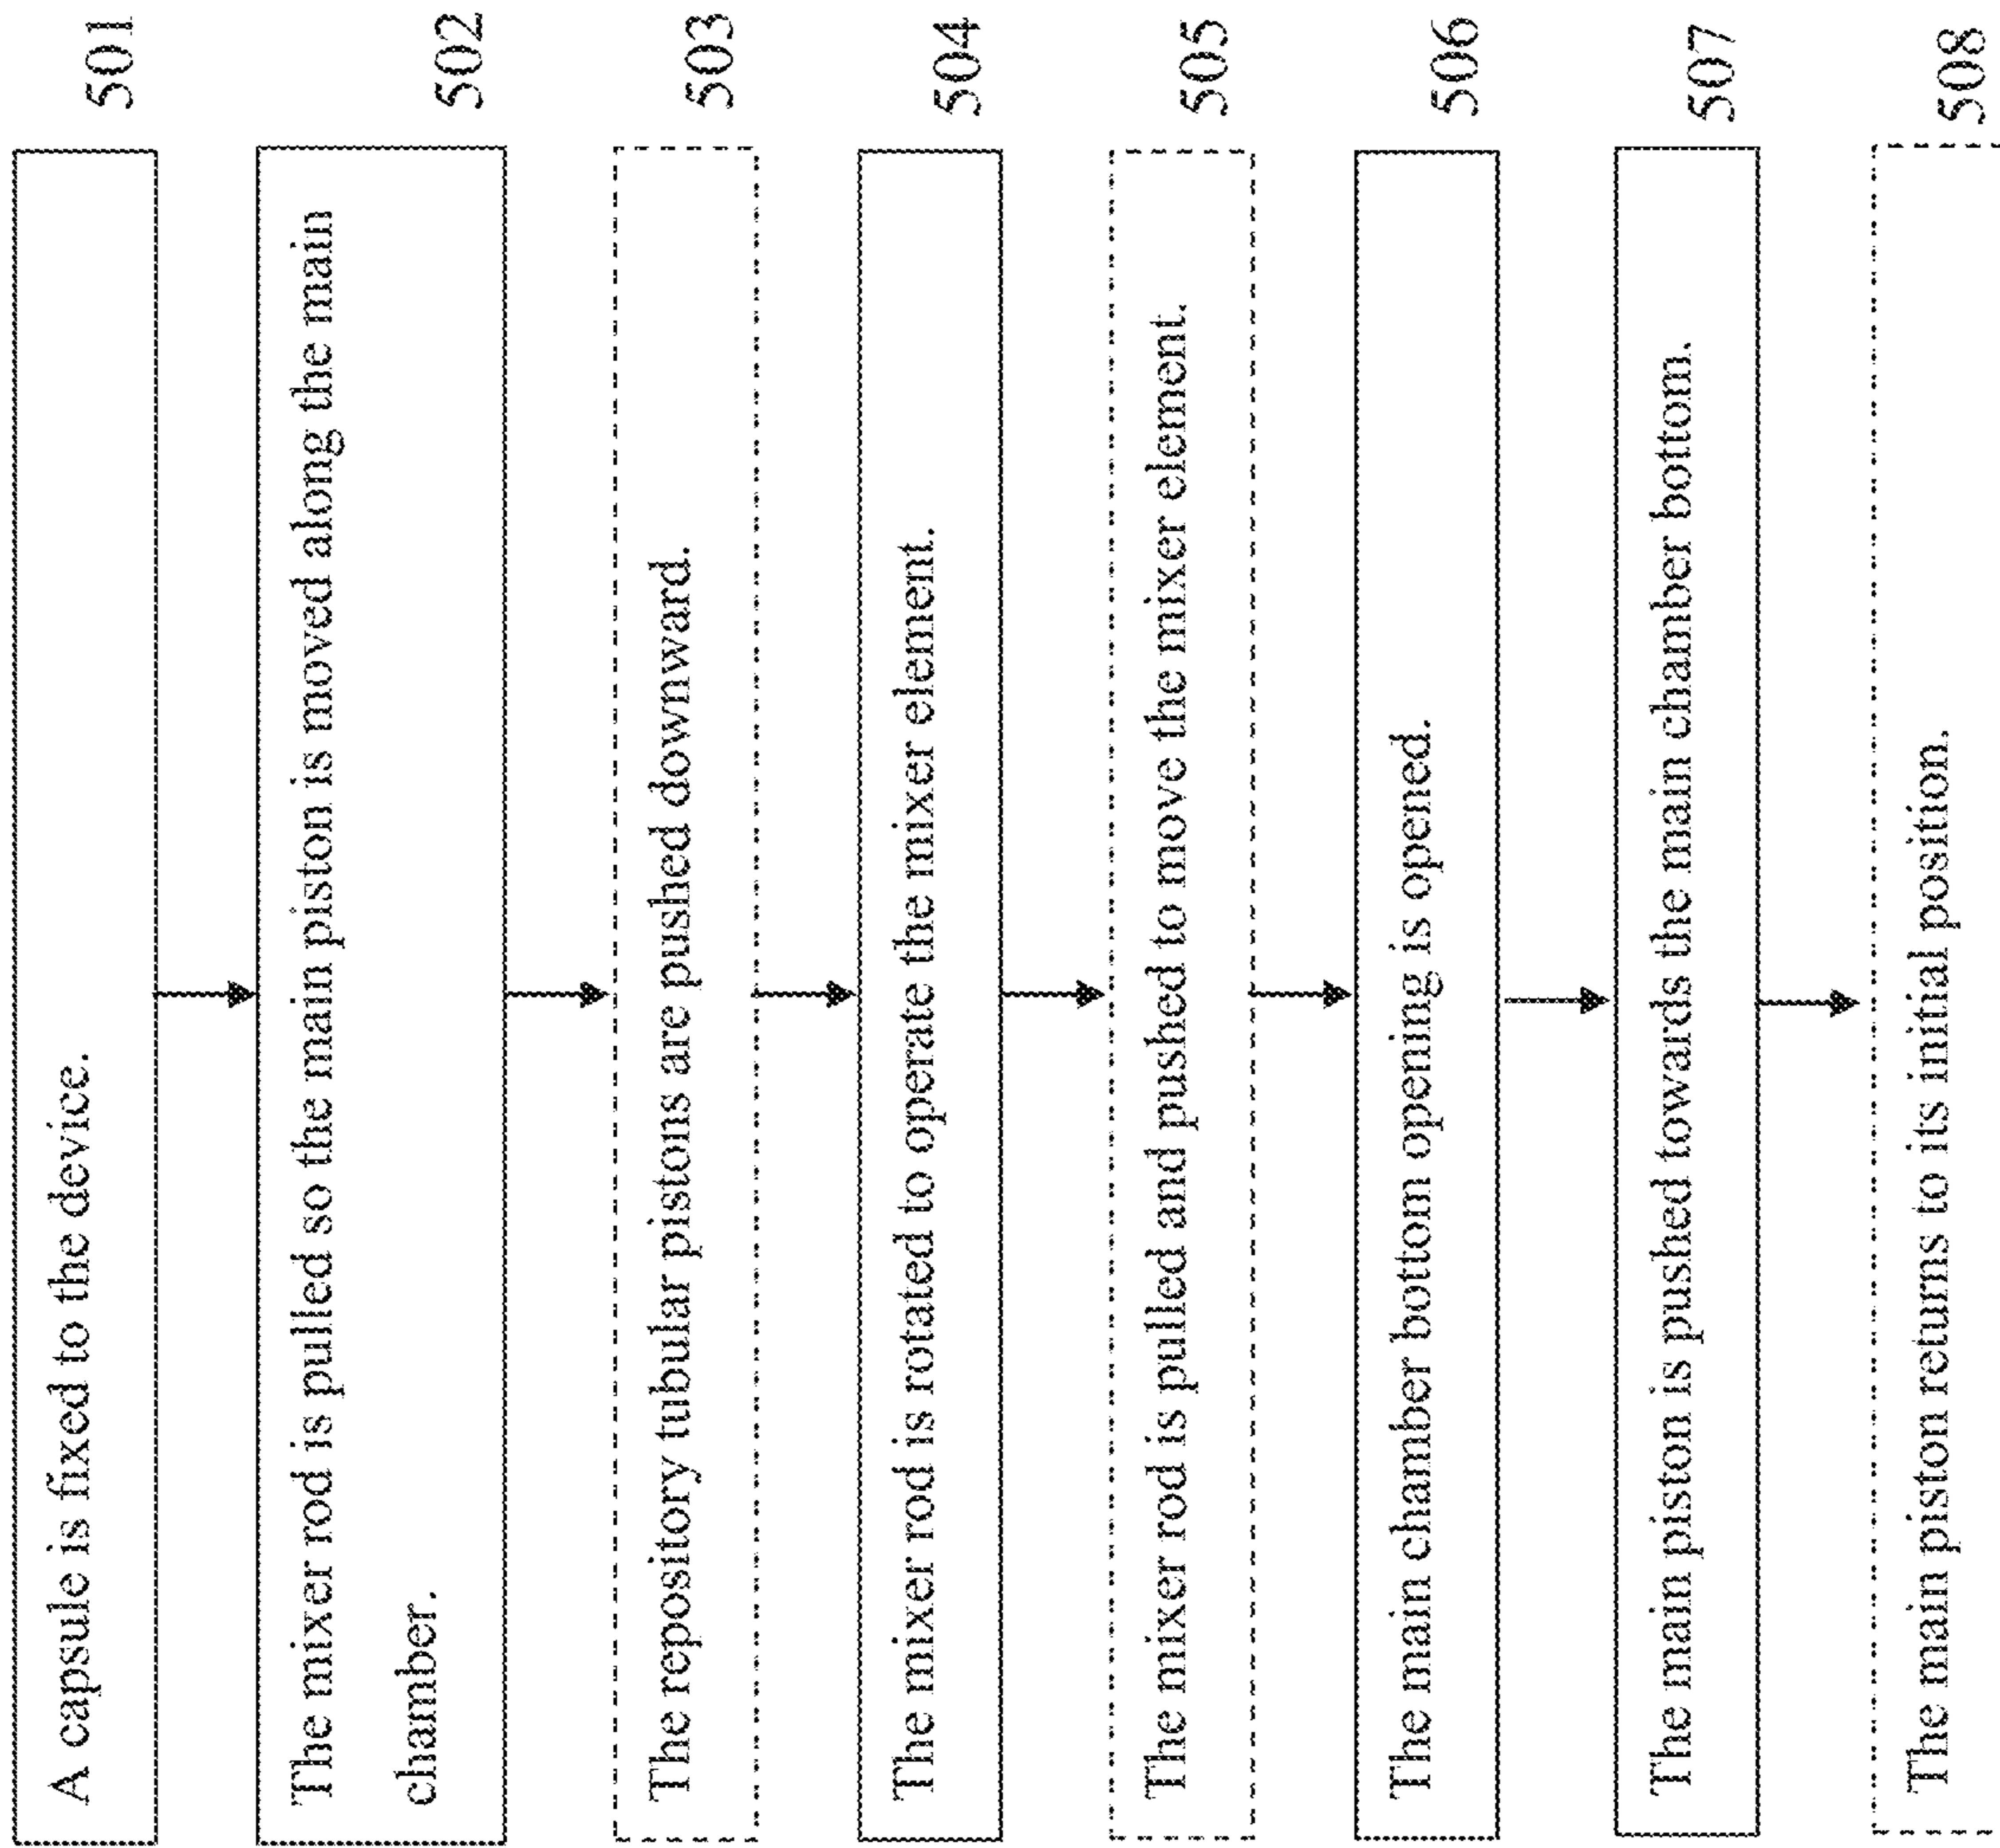 A capsule is fixed to the device.
501
The mixer rod is pulled so the main piston is moved along the main
chamber.
502
The repository tubular pistons are pushed downward.
503
The mixer rod is rotated to operate the mixer element.
504
The mixer rod is pulled and pushed to move the mixer element.
505
The main chamber bottom opening is opened.
506
The main piston is pushed towards the main chamber bottom.
507
The main piston returns to its initial position.
508